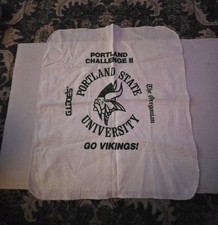 PORTLAND
CHALLENGE II
PORTLAND STATE
UNIVERSITY
The Oregonian
GO VIKINGS!